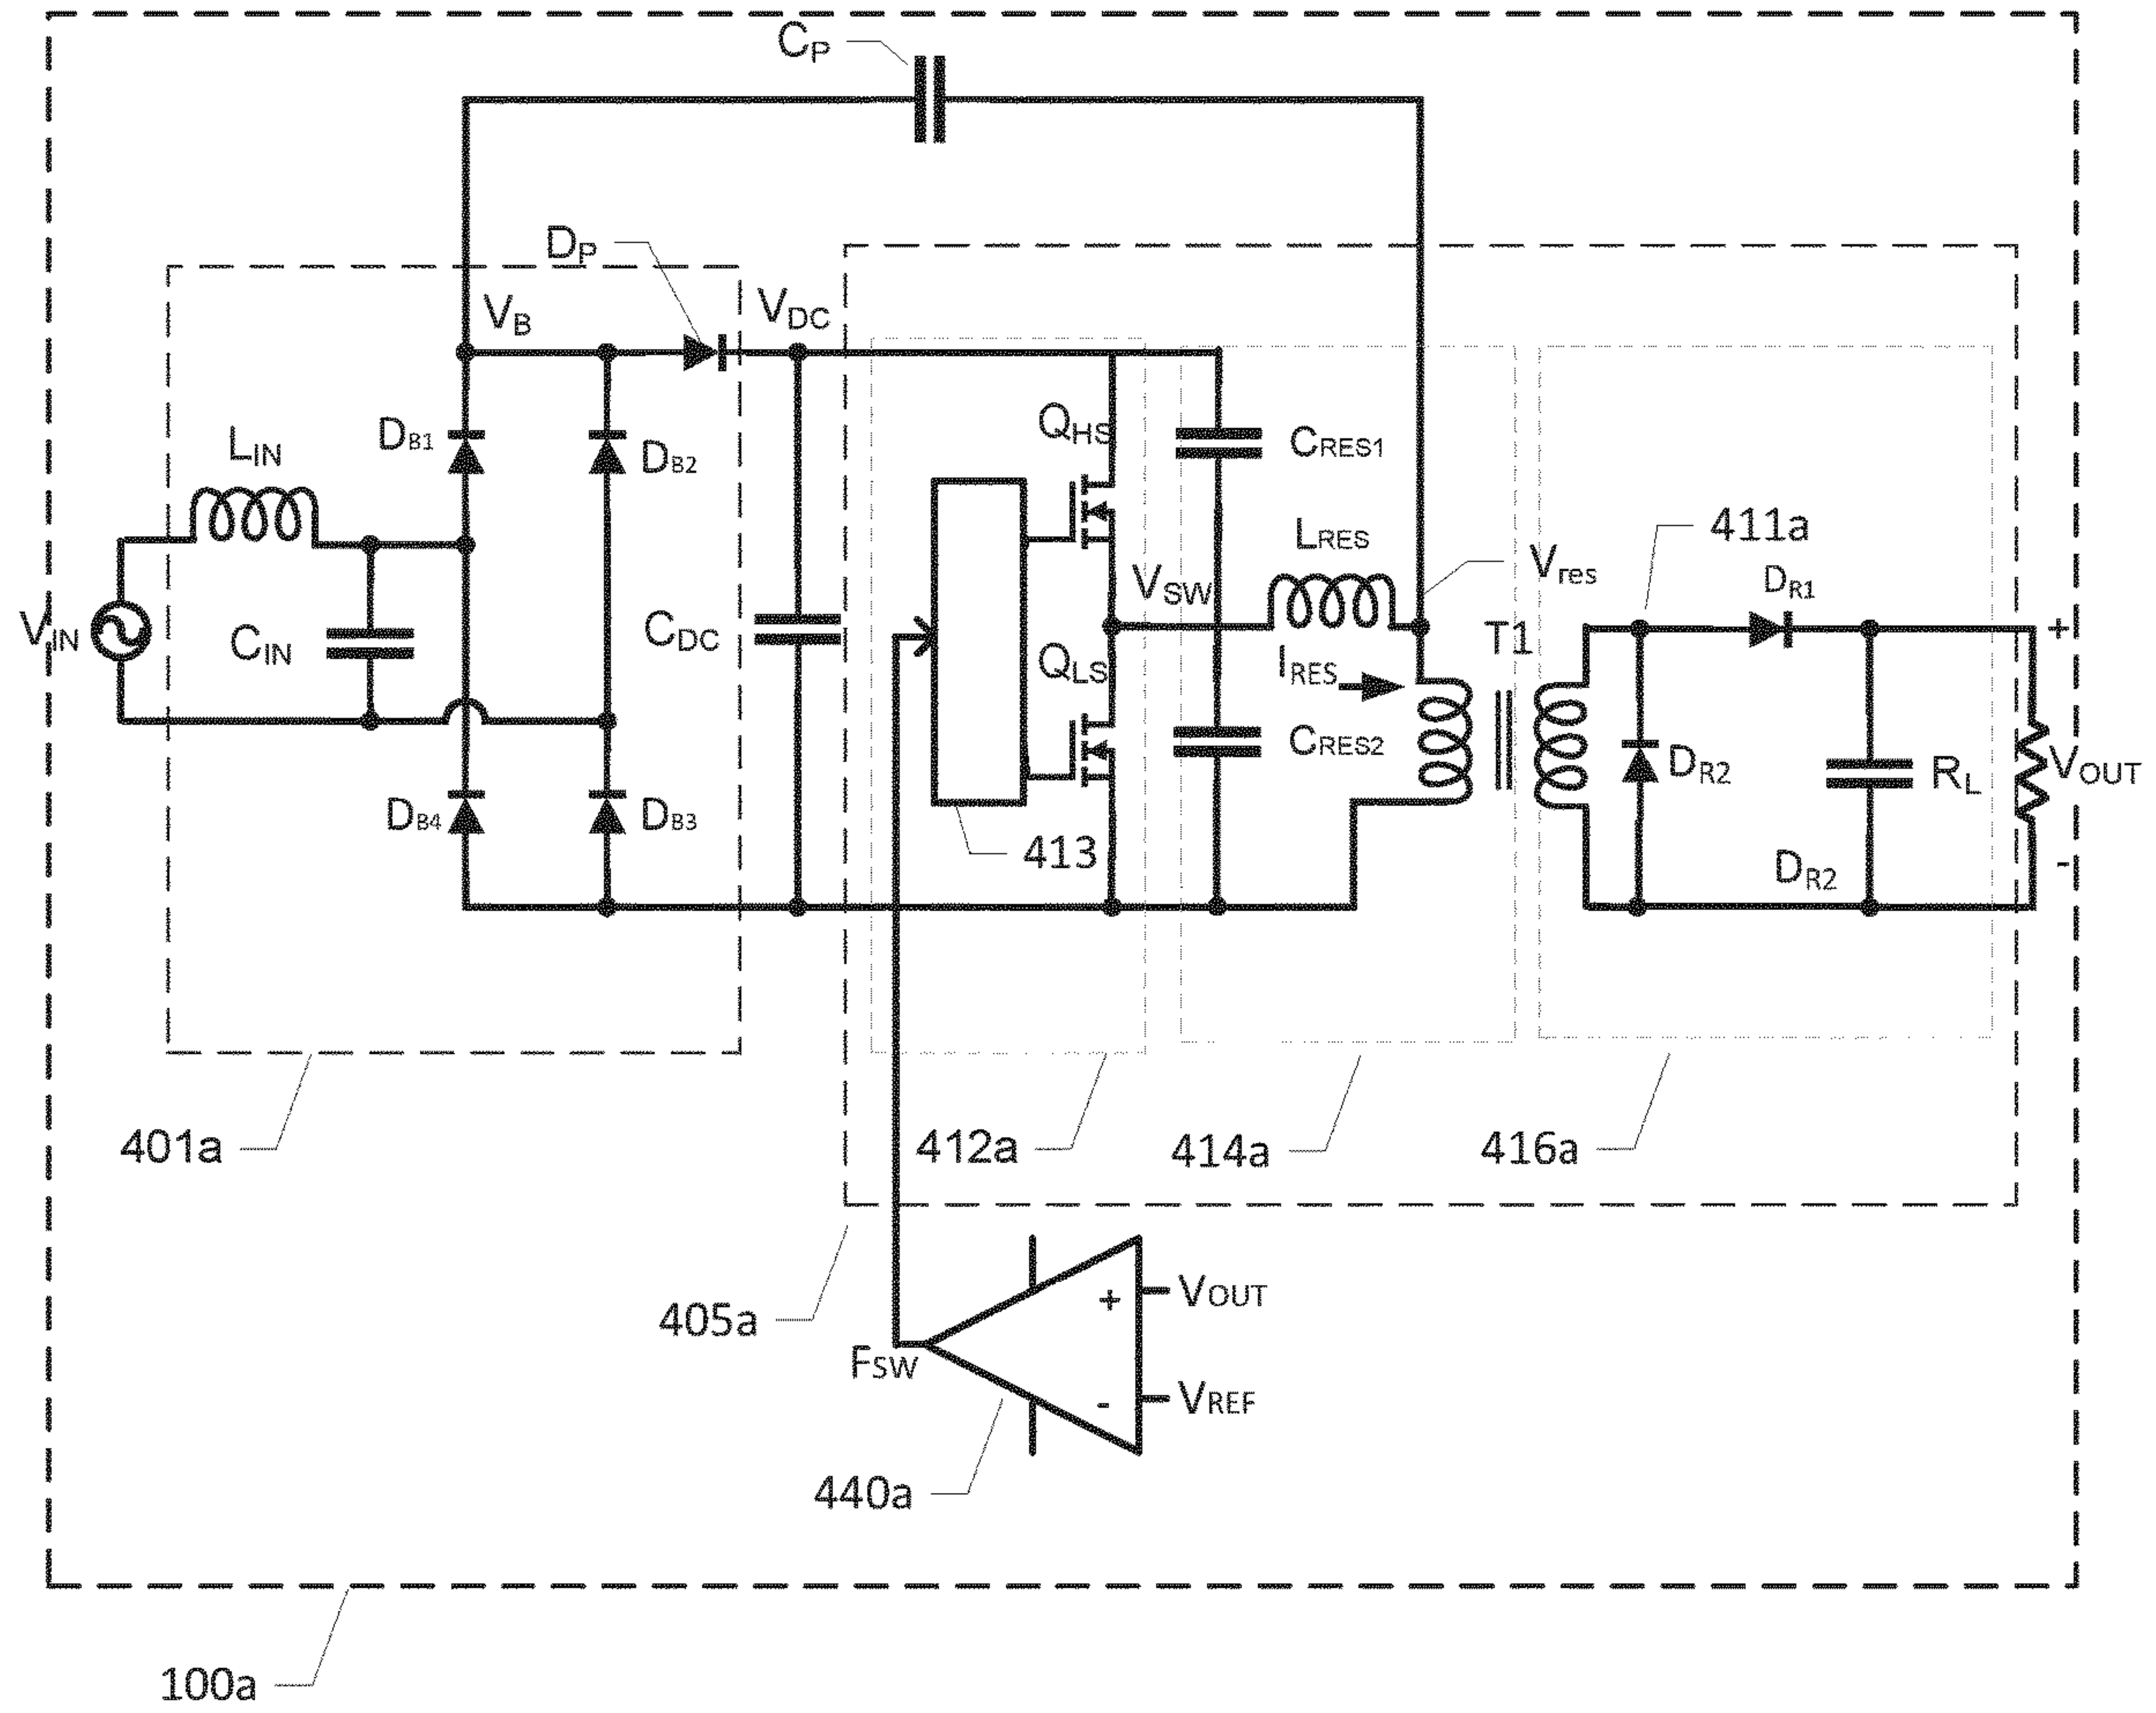 CP
DP
VB
VDC
LIN
DB1
DB2
QHS
CRES1
LRES
411a
Vres
DR1
VSW
T1
+
VIN
CIN
CDC
QLS
IRES
CRES2
DR2
RL
VOUT
DB4
DB3
413
DR2
-
401a
412a
414a
416a
405a
+
VOUT
FSW
-
VREF
440a
100a